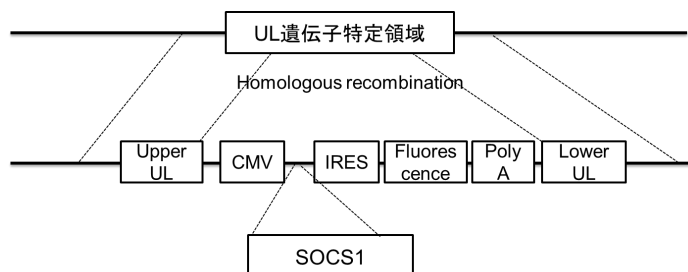 UL遺伝子特定領域
Homologous recombination
Upper
UL
CMV
IRES
Fluores
cence
Poly
A
Lower
UL
SOCS1